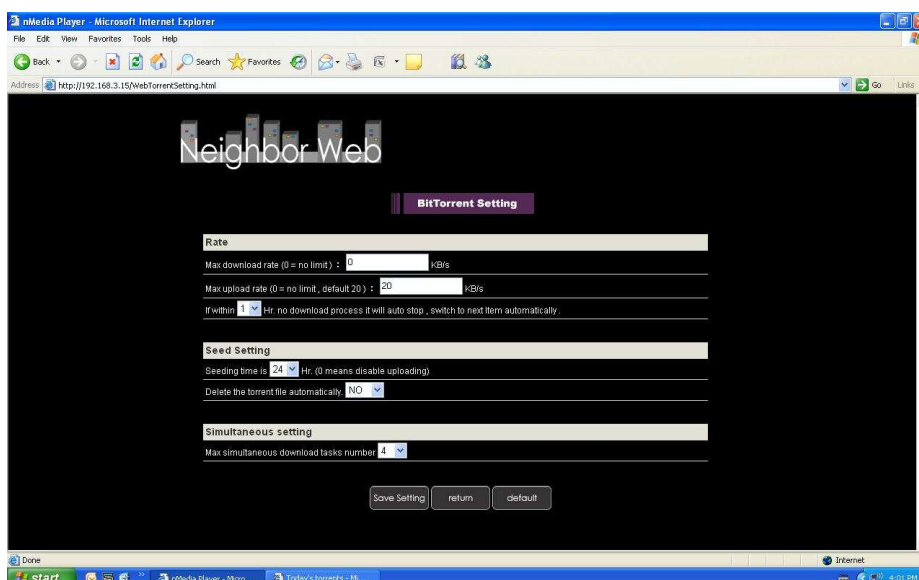 nMedia Player - Microsoft Internet Explorer
File Edit View Favorites Tools Help
Back Search Favorites
Address http://192.168.3.15/WebTorrentSetting.html Go Links
Neighbor Web
BitTorrent Setting
Rate
Max download rate (0 = no limit) : 0 KB/s
Max upload rate (0 = no limit , default 20 ) : 20 KB/s
If within 1 Hr. no download process it will auto stop , switch to next Item automatically .
Seed Setting
Seeding time is 24 Hr. (0 means disable uploading)
Delete the torrent file automatically. NO
Simultaneous setting
Max simultaneous download tasks number 4
Save Setting return default
Done Internet
start nMedia Player - Micro... Today's torrents - Mi... 4:01 PM